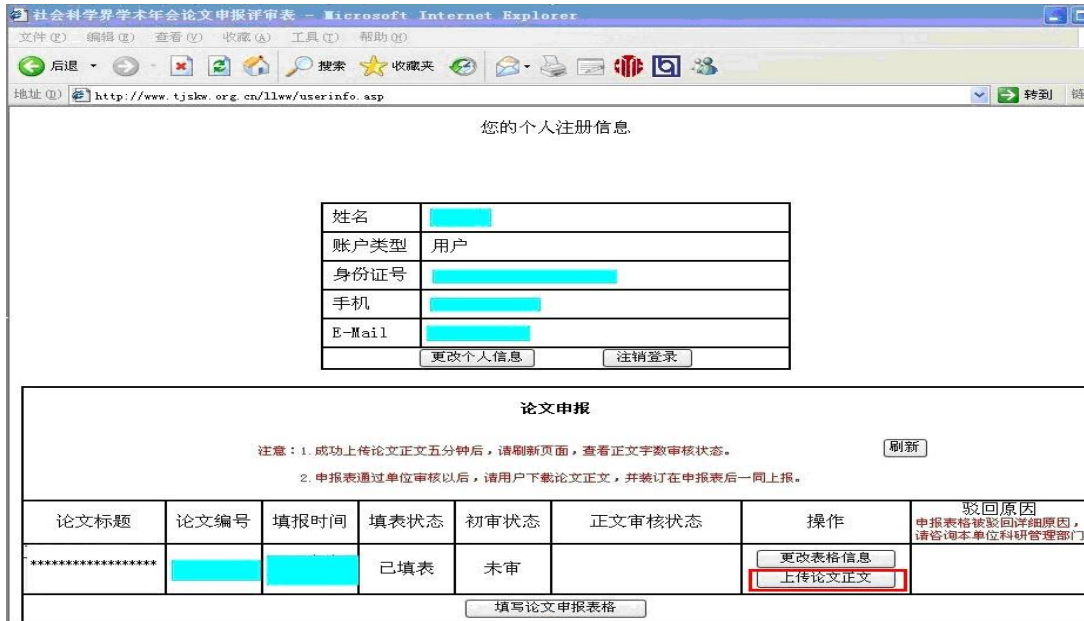 社会科学界学术年会论文申报评审表 - Microsoft Internet Explorer
文件(F) 编辑(E) 查看(V) 收藏(A) 工具(T) 帮助(H)
后退 搜索 收藏夹
地址(D) http://www.tjskw.org.cn/llww/userinfo.asp 转到 链
您的个人注册信息
姓名
账户类型 用户
身份证号
手机
E-Mail
更改个人信息 注销登录
论文申报
注意：1.成功上传论文正文五分钟后，请刷新页面，查看正文字数审核状态。 刷新
2.申报表通过单位审核以后，请用户下载论文正文，并装订在申报表后一同上报。
论文标题 论文编号 填报时间 填表状态 初审状态 正文审核状态 操作 驳回原因
申报表格被驳回详细原因，
请咨询本单位科研管理部门
****************** 已填表 未审 更改表格信息
上传论文正文
填写论文申报表格